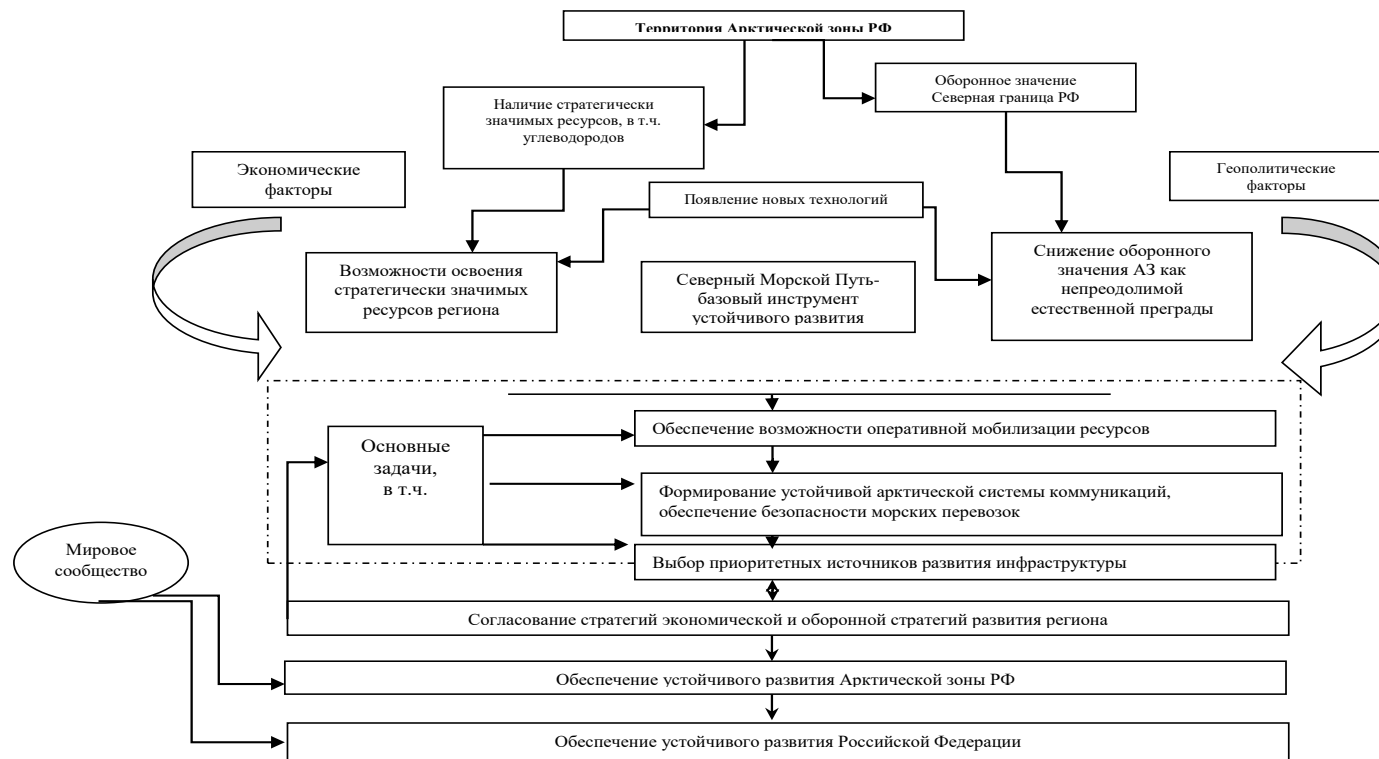 Территория Арктической зоны РФ
Оборонное значение
Северная граница РФ
Наличие стратегически
значимых ресурсов, в т.ч.
углеводородов
Экономические
факторы
Геополитические
факторы
Появление новых технологий
Возможности освоения
стратегически значимых
ресурсов региона
Северный Морской Путь-
базовый инструмент
устойчивого развития
Снижение оборонного
значения АЗ как
непреодолимой
естественной преграды
Основные
задачи,
в т.ч.
Обеспечение возможности оперативной мобилизации ресурсов
Формирование устойчивой арктической системы коммуникаций,
обеспечение безопасности морских перевозок
Выбор приоритетных источников развития инфраструктуры
Мировое
сообщество
Согласование стратегий экономической и оборонной стратегий развития региона
Обеспечение устойчивого развития Арктической зоны РФ
Обеспечение устойчивого развития Российской Федерации